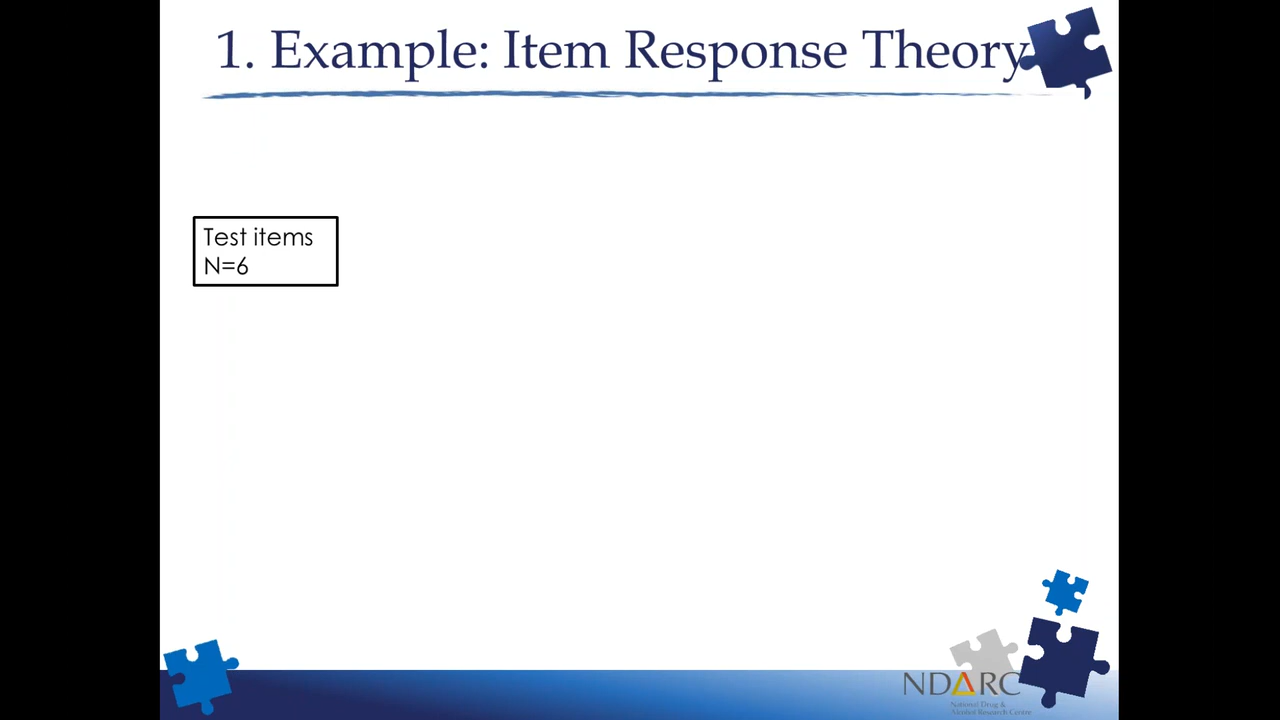 1. Example: Item Response Theory
Test items
N=6
NDARC
National Drug &
Alcohol Research Centre